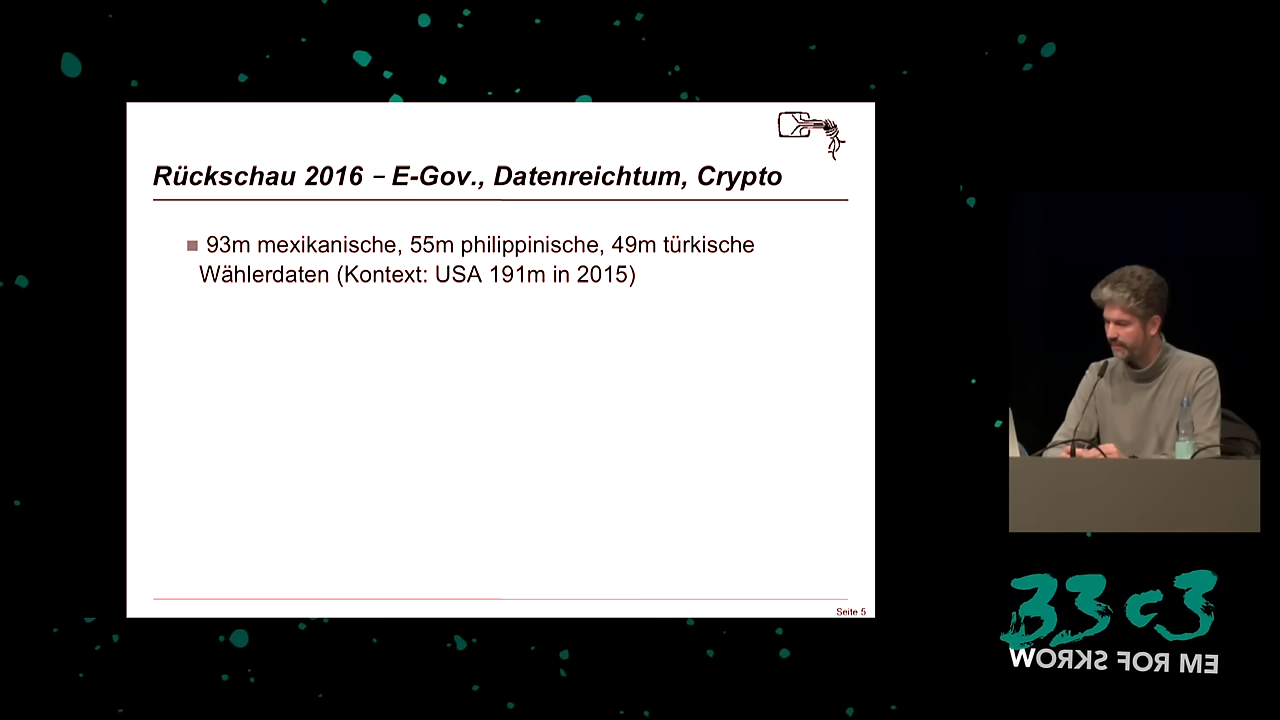 Rückschau 2016 – E-Gov., Datenreichtum, Crypto
93m mexikanische, 55m philippinische, 49m türkische
Wählerdaten (Kontext: USA 191m in 2015)
Seite 5
33c3
WORKS FOR ME